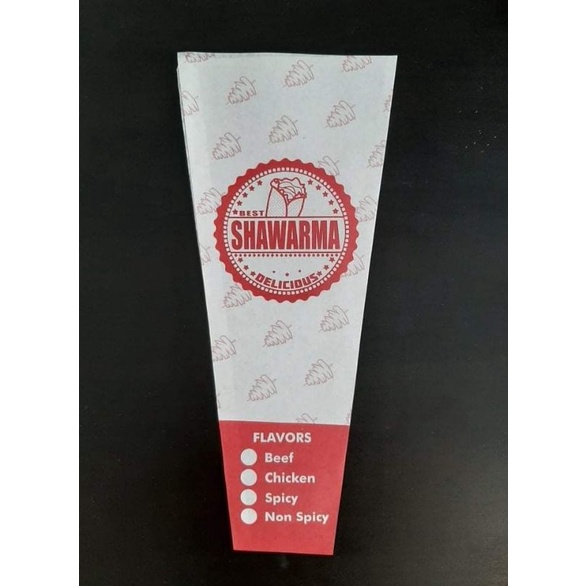 BEST
SHAWARMA
DELICIOUS
FLAVORS
Beef
Chicken
Spicy
Non Spicy